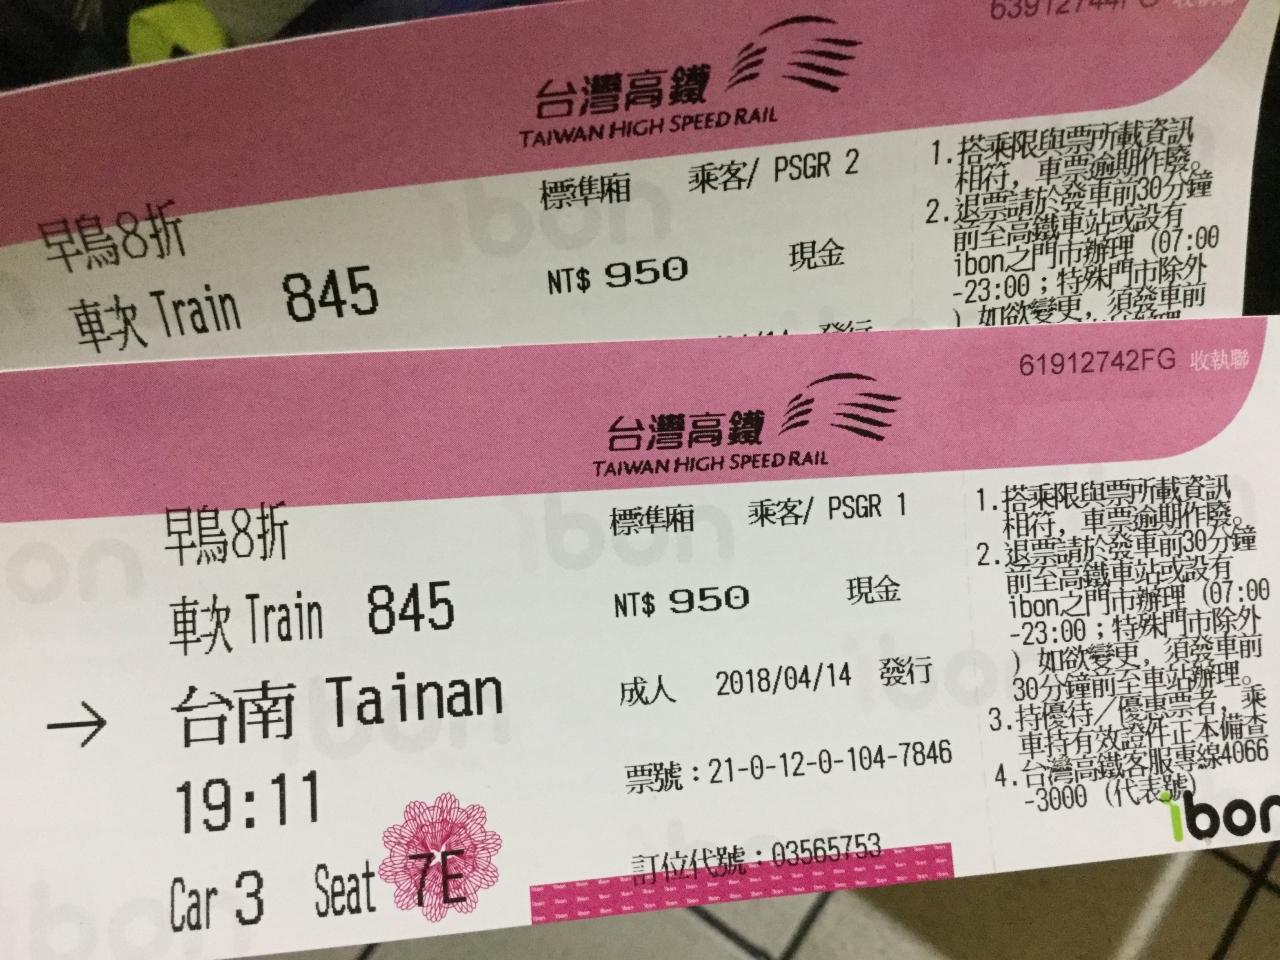 台灣高鐵
TAIWAN HIGH SPEED RAIL
早鳥8折
車次 Train 845
標準廂 乘客/ PSGR 2
NT$ 950 現金
1.搭乘限與票所載資訊
相符，車票逾期作廢。
2.退票請於發車前30分鐘
前至高鐵車站或設有
ibon之門市辦理 (07:00
-23:00；特殊門市除外
) 如欲變更，須發車前
61912742FG 收執聯
台灣高鐵
TAIWAN HIGH SPEED RAIL
早鳥8折
車次 Train 845
→ 台南 Tainan
19:11
Car 3 Seat 7E
標準廂 乘客/ PSGR 1
NT$ 950 現金
成人 2018/04/14 發行
票號：21-0-12-0-104-7846
訂位代號：03565753
1.搭乘限與票所載資訊
相符，車票逾期作廢。
2.退票請於發車前30分鐘
前至高鐵車站或設有
ibon之門市辦理 (07:00
-23:00；特殊門市除外
) 如欲變更，須發車前
30分鐘前至車站辦理。
3.持優待／優惠票者，乘
車持有效證件正本備查
4.台灣高鐵客服專線4066
-3000 (代表號)
ibon